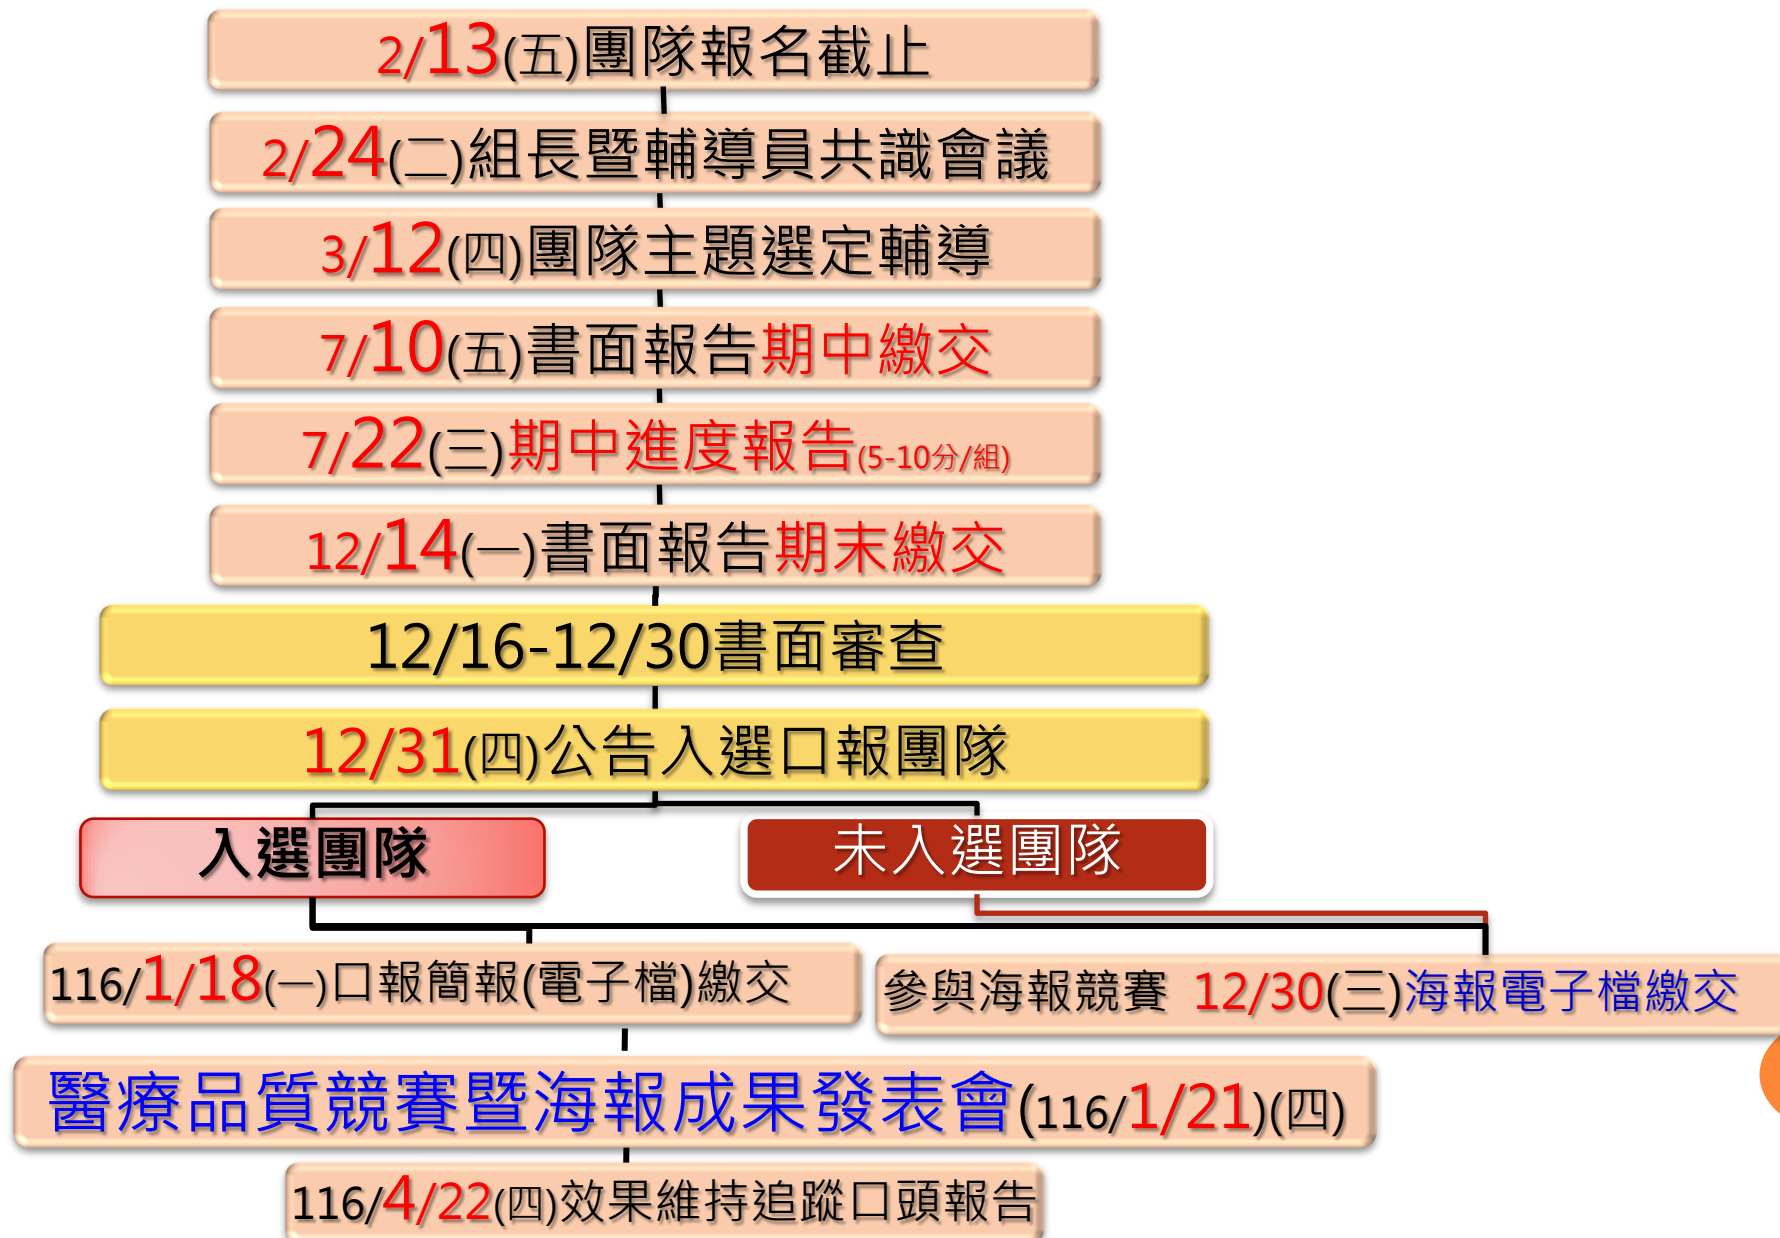 2/13(五)團隊報名截止
2/24(二)組長暨輔導員共識會議
3/12(四)團隊主題選定輔導
7/10(五)書面報告期中繳交
7/22(三)期中進度報告(5-10分/組)
12/14(一)書面報告期末繳交
12/16-12/30書面審查
12/31(四)公告入選口報團隊
入選團隊
未入選團隊
116/1/18(一)口報簡報(電子檔)繳交
參與海報競賽 12/30(三)海報電子檔繳交
醫療品質競賽暨海報成果發表會(116/1/21)(四)
116/4/22(四)效果維持追蹤口頭報告